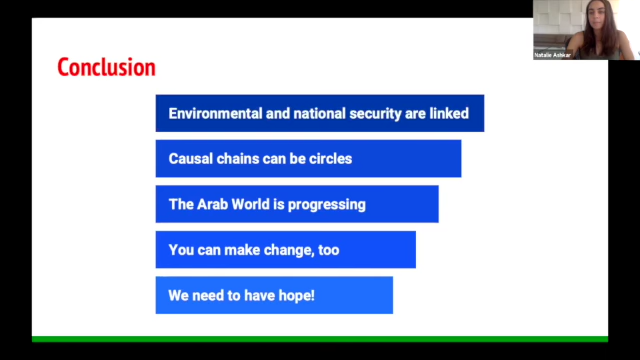 Natalie Ashkar
Conclusion
Environmental and national security are linked
Causal chains can be circles
The Arab World is progressing
You can make change, too
We need to have hope!